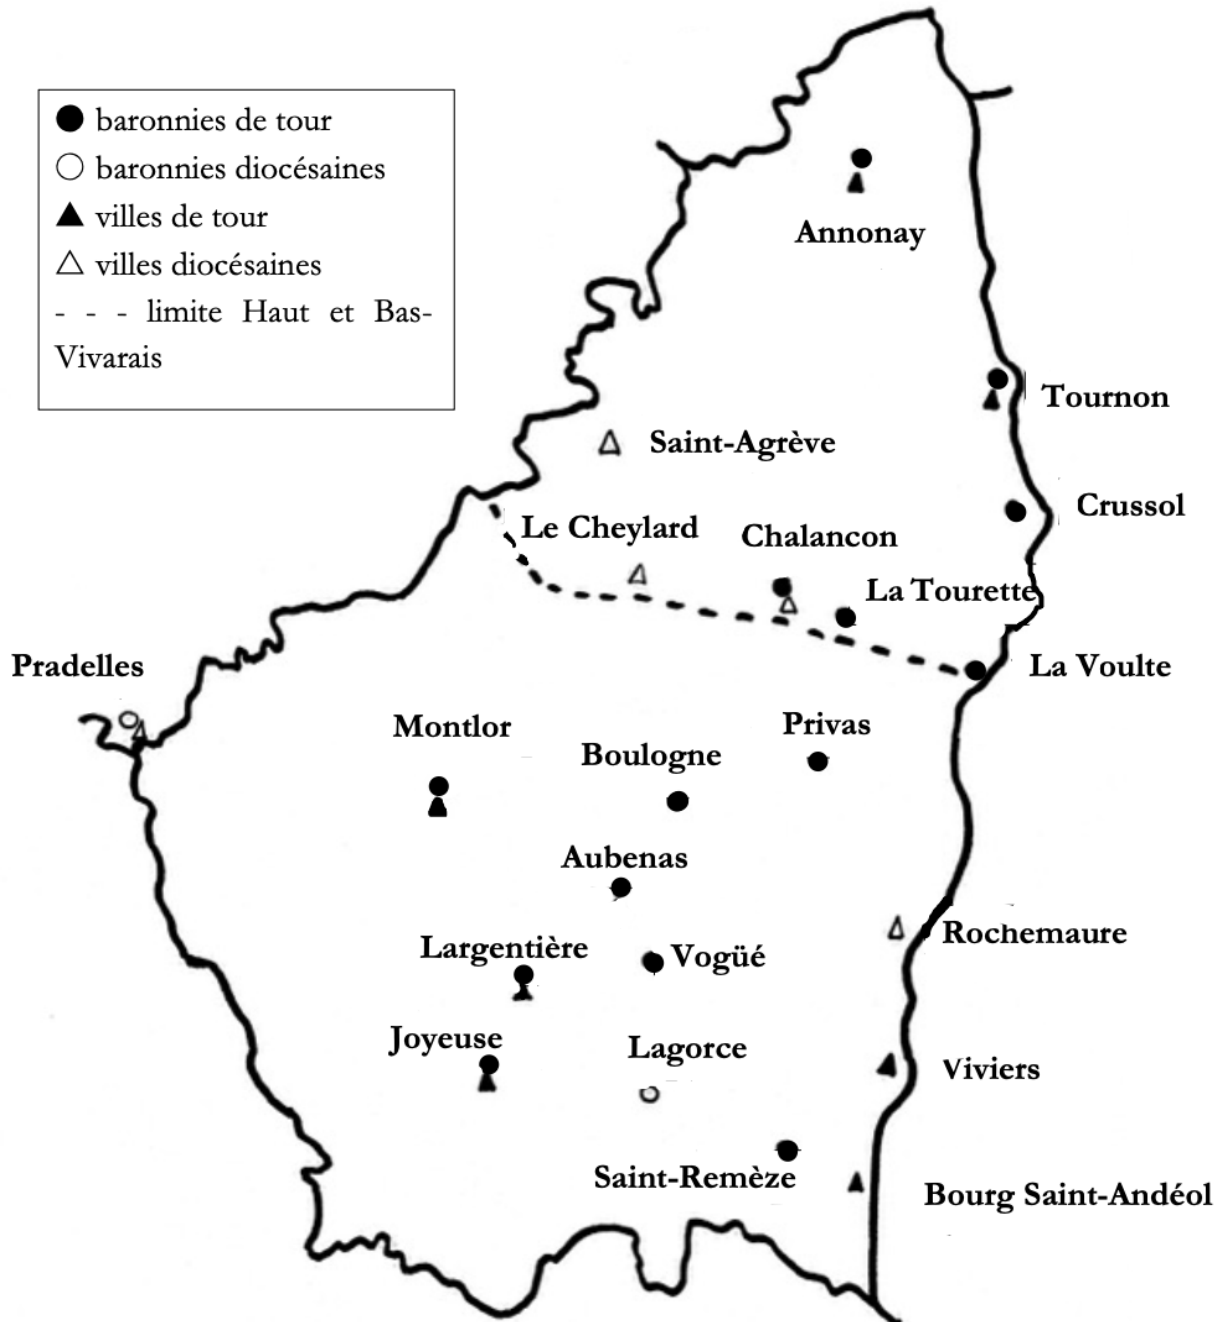 baronnies de tour
baronnies diocésaines
villes de tour
villes diocésaines
- - - limite Haut et Bas-
Vivarais
Annonay
Tournon
Saint-Agrève
Crussol
Le Cheylard
Chalancon
La Tourette
Pradelles
La Voulte
Montlor
Privas
Boulogne
Aubenas
Rochemaure
Largentière
Vogüé
Joyeuse
Lagorce
Viviers
Saint-Remèze
Bourg Saint-Andéol